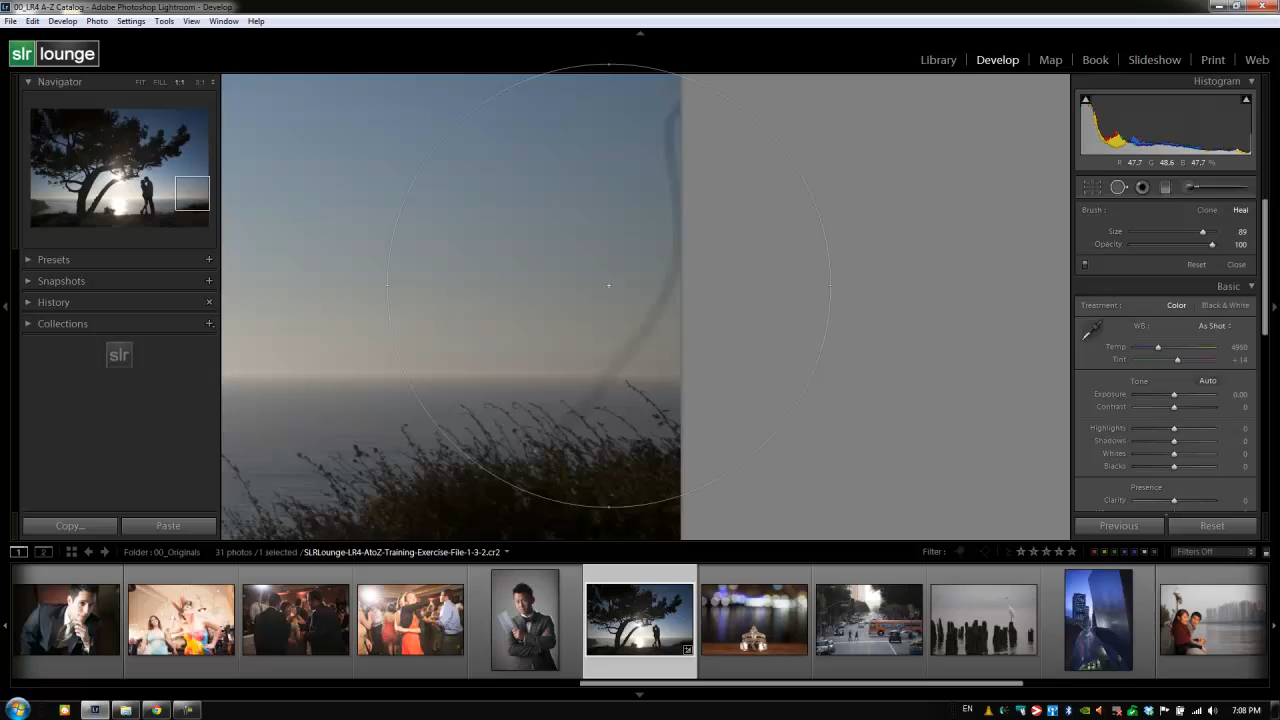 00_LR4 A-Z Catalog - Adobe Photoshop Lightroom - Develop
File Edit Develop Photo Settings Tools View Window Help
slr lounge
Library Develop Map Book Slideshow Print Web
Navigator FIT FILL 1:1
Histogram
R 47.7 G 48.6 B 47.7 %
Brush: Clone Heal
Size 89
Opacity 100
Reset Close
Presets
Snapshots
History
Collections
slr
Basic
Treatment: Color Black & White
WB: As Shot
Temp 4950
Tint + 14
Tone Auto
Exposure 0.00
Contrast 0
Highlights 0
Shadows 0
Whites 0
Blacks 0
Presence
Clarity 0
Copy... Paste
Previous Reset
1 2 Folder: 00_Originals 31 photos /1 selected /SLRLounge-LR4-AtoZ-Training-Exercise-File-1-3-2.cr2 Filter: Filters Off
EN 7:08 PM